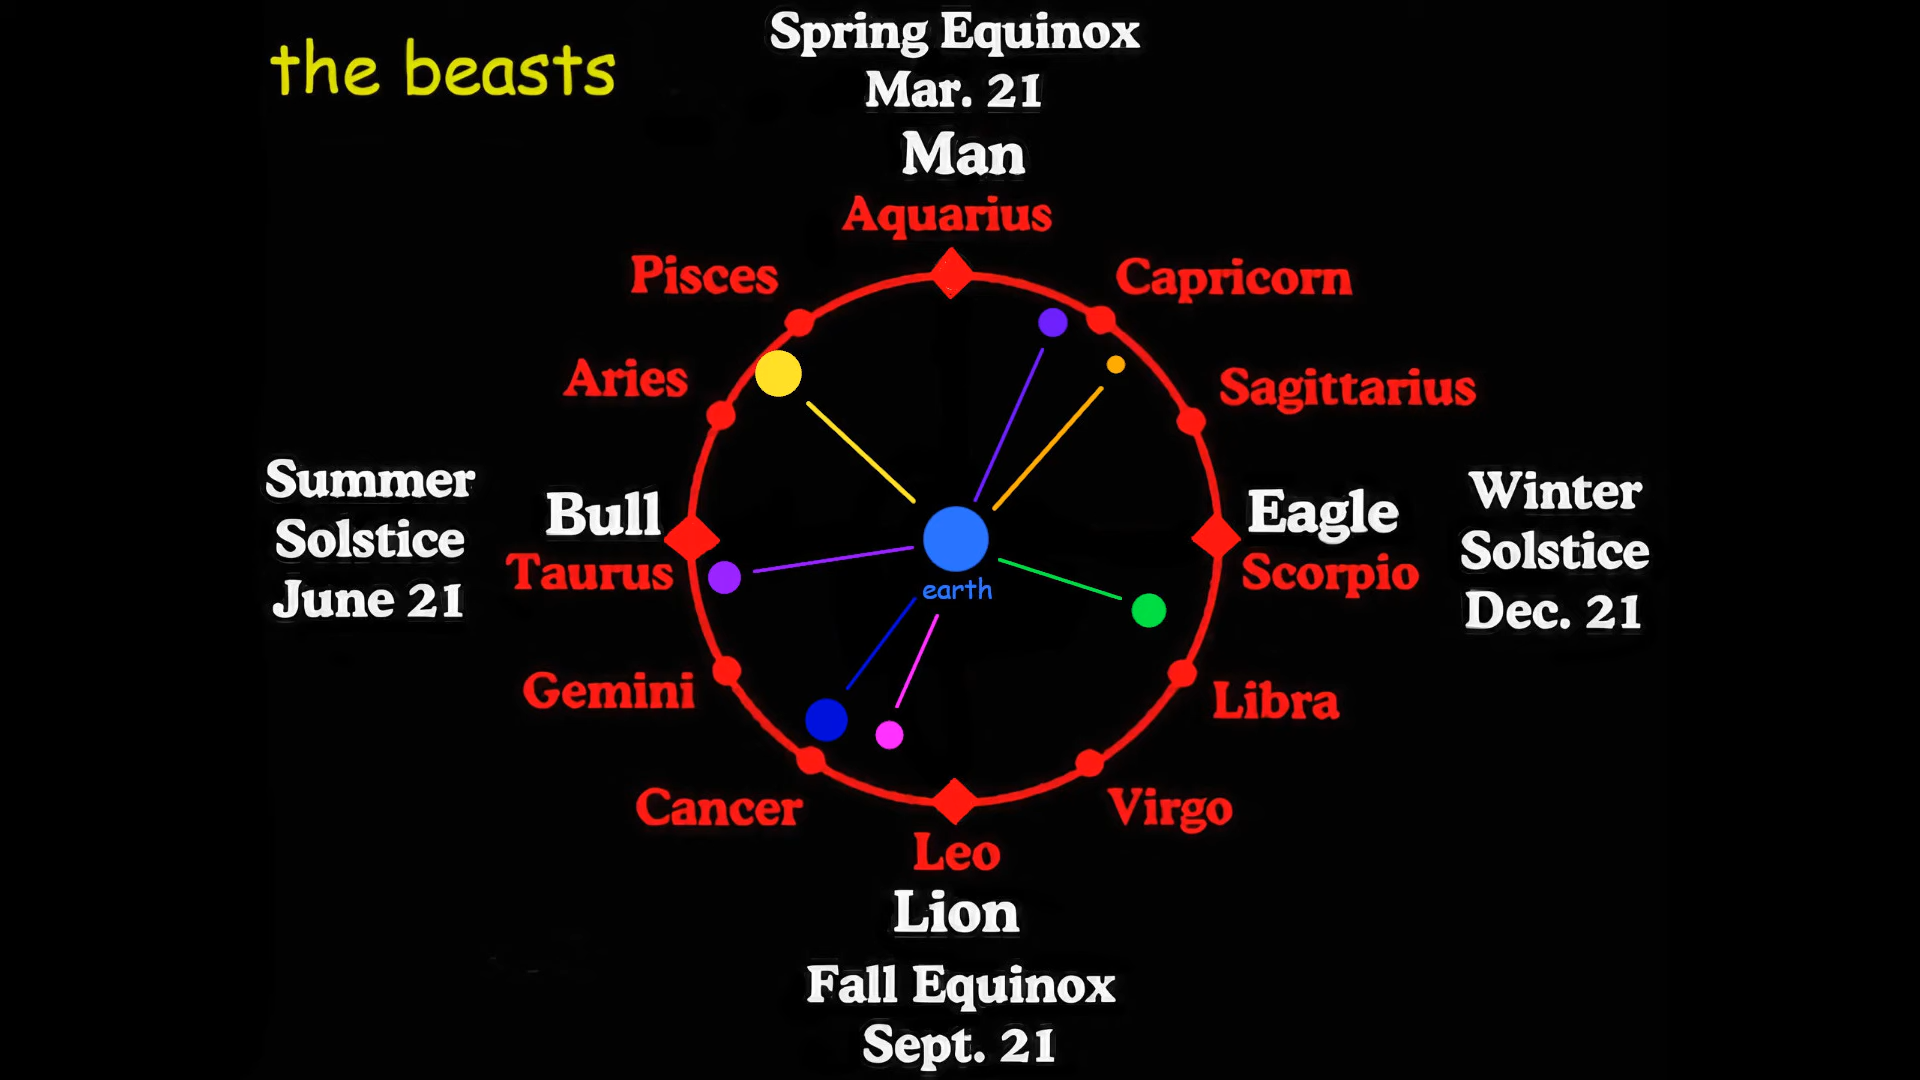 the beasts
Spring Equinox
Mar. 21
Man
Aquarius
Pisces
Capricorn
Aries
Sagittarius
Summer
Solstice
June 21
Bull
Taurus
Eagle
Scorpio
Winter
Solstice
Dec. 21
earth
Gemini
Libra
Cancer
Virgo
Leo
Lion
Fall Equinox
Sept. 21